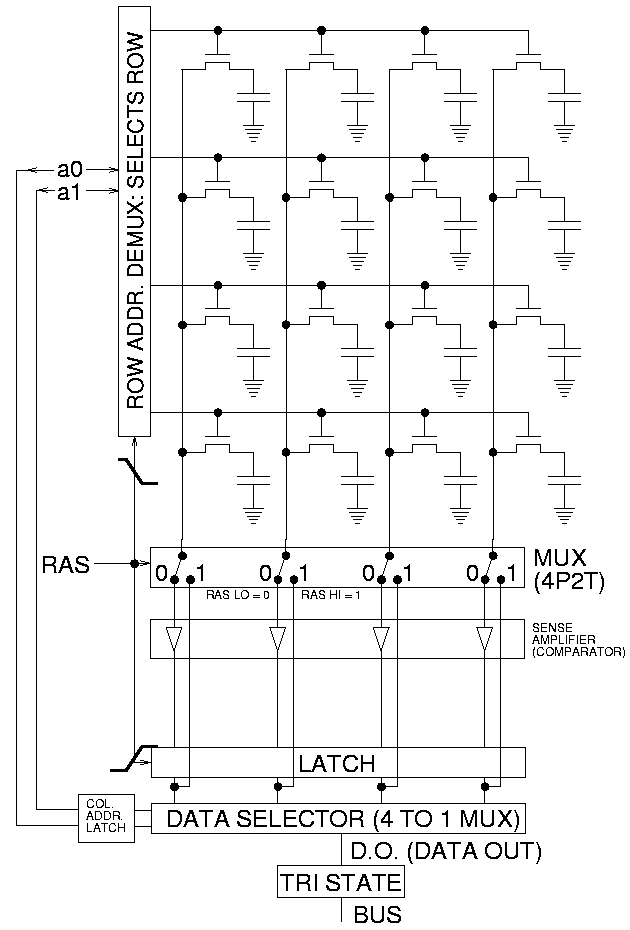 ROW ADDR. DEMUX: SELECTS ROW
a0
a1
RAS
0 1 0 1 0 1 0 1
MUX
(4P2T)
RAS LO = 0 RAS HI = 1
SENSE
AMPLIFIER
(COMPARATOR)
LATCH
COL.
ADDR.
LATCH
DATA SELECTOR (4 TO 1 MUX)
D.O. (DATA OUT)
TRI STATE
BUS